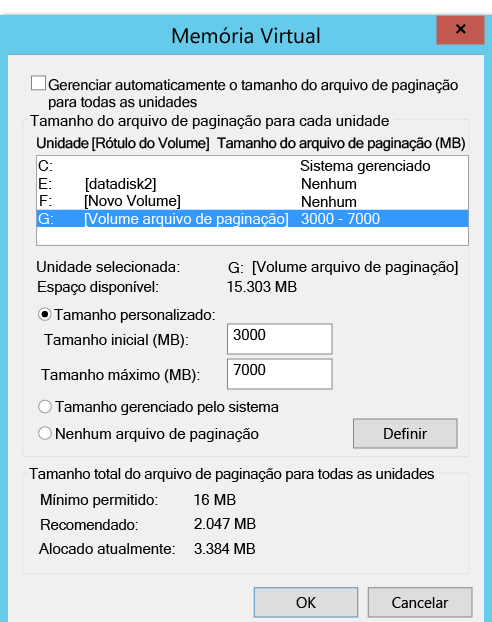 Memória Virtual
Gerenciar automaticamente o tamanho do arquivo de paginação
para todas as unidades
Tamanho do arquivo de paginação para cada unidade
Unidade [Rótulo do Volume] Tamanho do arquivo de paginação (MB)
C: Sistema gerenciado
E: [datadisk2] Nenhum
F: [Novo Volume] Nenhum
G: [Volume arquivo de paginação] 3000 - 7000
Unidade selecionada: G: [Volume arquivo de paginação]
Espaço disponível: 15.303 MB
Tamanho personalizado:
Tamanho inicial (MB): 3000
Tamanho máximo (MB): 7000
Tamanho gerenciado pelo sistema
Nenhum arquivo de paginação Definir
Tamanho total do arquivo de paginação para todas as unidades
Mínimo permitido: 16 MB
Recomendado: 2.047 MB
Alocado atualmente: 3.384 MB
OK Cancelar